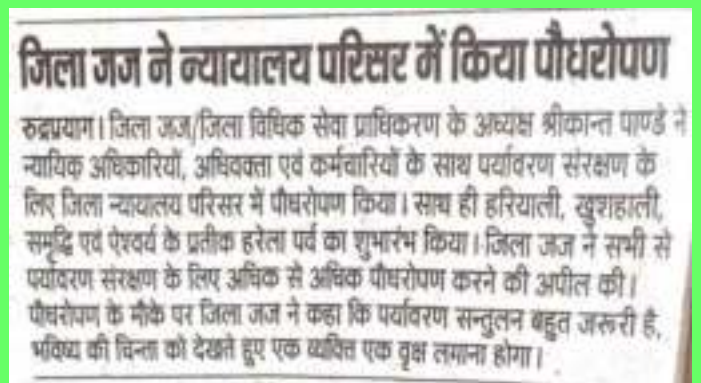 जिला जज ने न्यायालय परिसर में किया पौधरोपण
रुद्रप्रयाग। जिला जज/जिला विधिक सेवा प्राधिकरण के अध्यक्ष श्रीकान्त पाण्डे ने
न्यायिक अधिकारियों, अधिवक्ता एवं कर्मचारियों के साथ पर्यावरण संरक्षण के
लिए जिला न्यायालय परिसर में पौधरोपण किया। साथ ही हरियाली, खुशहाली,
समृद्धि एवं ऐश्वर्य के प्रतीक हरेला पर्व का शुभारंभ किया। जिला जज ने सभी से
पर्यावरण संरक्षण के लिए अधिक से अधिक पौधरोपण करने की अपील की।
पौधरोपण के मौके पर जिला जज ने कहा कि पर्यावरण सन्तुलन बहुत जरूरी है,
भविष्य की चिन्ता को देखते हुए एक व्यक्ति एक वृक्ष लगाना होगा।